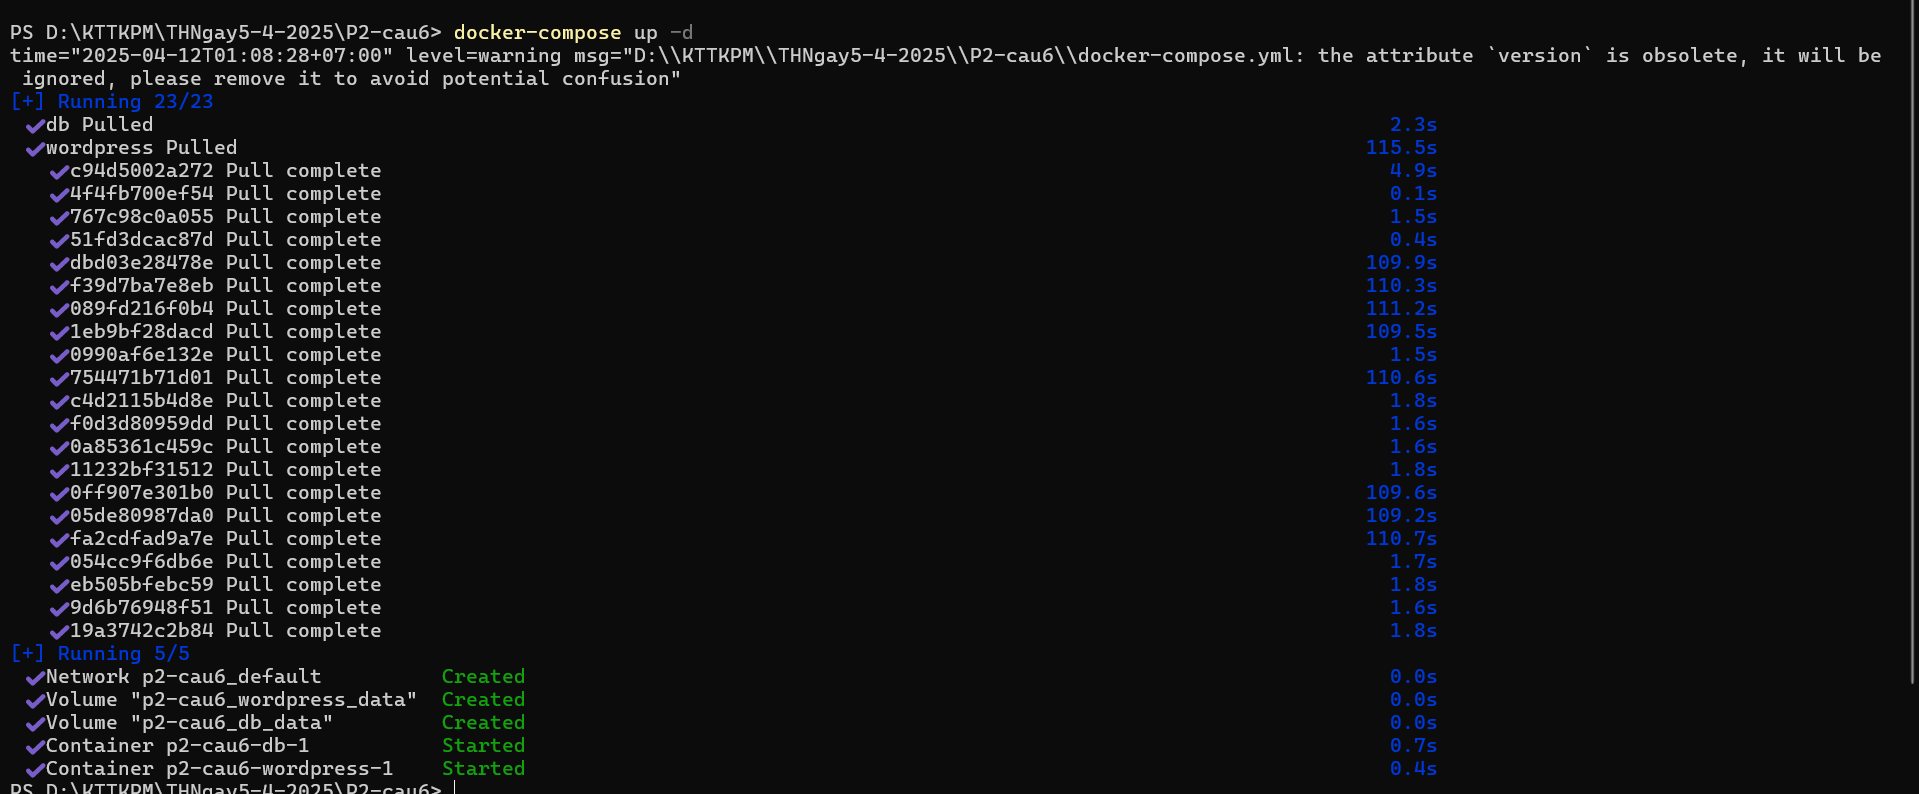 PS D:\KTTKPM\THNgay5-4-2025\P2-cau6> docker-compose up -d
time="2025-04-12T01:08:28+07:00" level=warning msg="D:\\KTTKPM\\THNgay5-4-2025\\P2-cau6\\docker-compose.yml: the attribute `version` is obsolete, it will be
ignored, please remove it to avoid potential confusion"
[+] Running 23/23
✔db Pulled 2.3s
✔wordpress Pulled 115.5s
✔c94d5002a272 Pull complete 4.9s
✔4f4fb700ef54 Pull complete 0.1s
✔767c98c0a055 Pull complete 1.5s
✔51fd3dcac87d Pull complete 0.4s
✔dbd03e28478e Pull complete 109.9s
✔f39d7ba7e8eb Pull complete 110.3s
✔089fd216f0b4 Pull complete 111.2s
✔1eb9bf28dacd Pull complete 109.5s
✔0990af6e132e Pull complete 1.5s
✔754471b71d01 Pull complete 110.6s
✔c4d2115b4d8e Pull complete 1.8s
✔f0d3d80959dd Pull complete 1.6s
✔0a85361c459c Pull complete 1.6s
✔11232bf31512 Pull complete 1.8s
✔0ff907e301b0 Pull complete 109.6s
✔05de80987da0 Pull complete 109.2s
✔fa2cdfad9a7e Pull complete 110.7s
✔054cc9f6db6e Pull complete 1.7s
✔eb505bfebc59 Pull complete 1.8s
✔9d6b76948f51 Pull complete 1.6s
✔19a3742c2b84 Pull complete 1.8s
[+] Running 5/5
✔Network p2-cau6_default Created 0.0s
✔Volume "p2-cau6_wordpress_data" Created 0.0s
✔Volume "p2-cau6_db_data" Created 0.0s
✔Container p2-cau6-db-1 Started 0.7s
✔Container p2-cau6-wordpress-1 Started 0.4s
PS D:\KTTKPM\THNgay5-4-2025\P2-cau6>